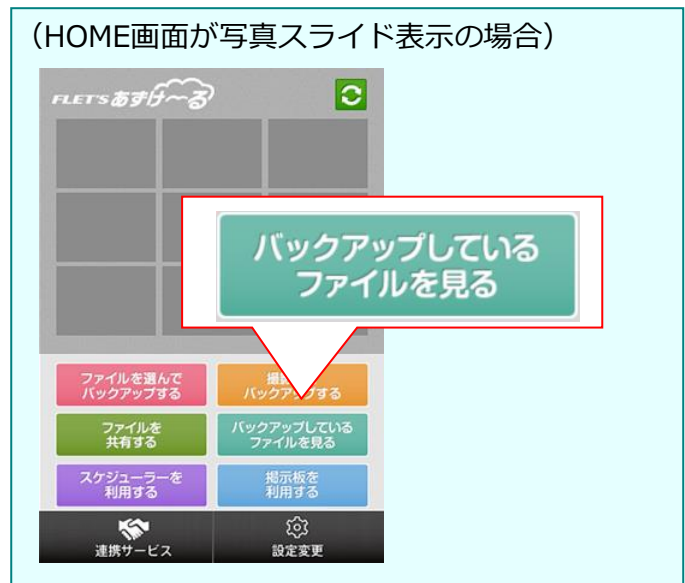 (HOME画面が写真スライド表示の場合)
FLET'S あずけ〜る
バックアップしている
ファイルを見る
ファイルを選んで
バックアップする
バックアップする
ファイルを
共有する
バックアップしている
ファイルを見る
スケジューラーを
利用する
掲示板を
利用する
連携サービス
設定変更